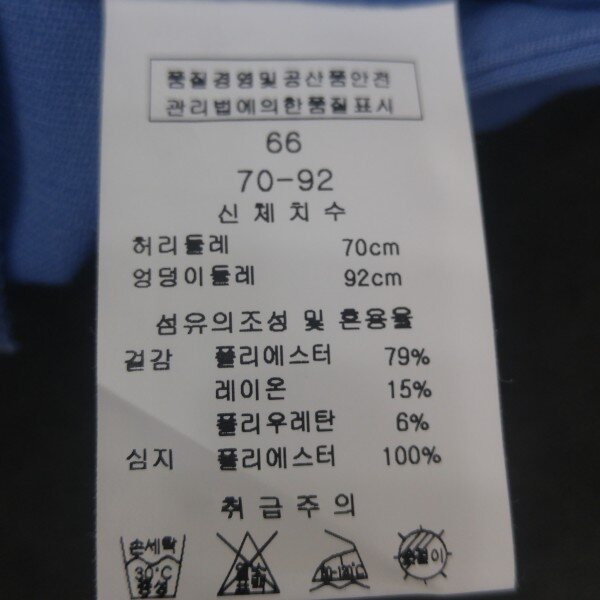 품질경영및공산품안전
관리법에의한품질표시
66
70-92
신체치수
허리둘레 70cm
엉덩이둘레 92cm
섬유의조성 및 혼용율
겉감 폴리에스터 79%
레이온 15%
폴리우레탄 6%
심지 폴리에스터 100%
취급주의
손세탁
30°C
중성